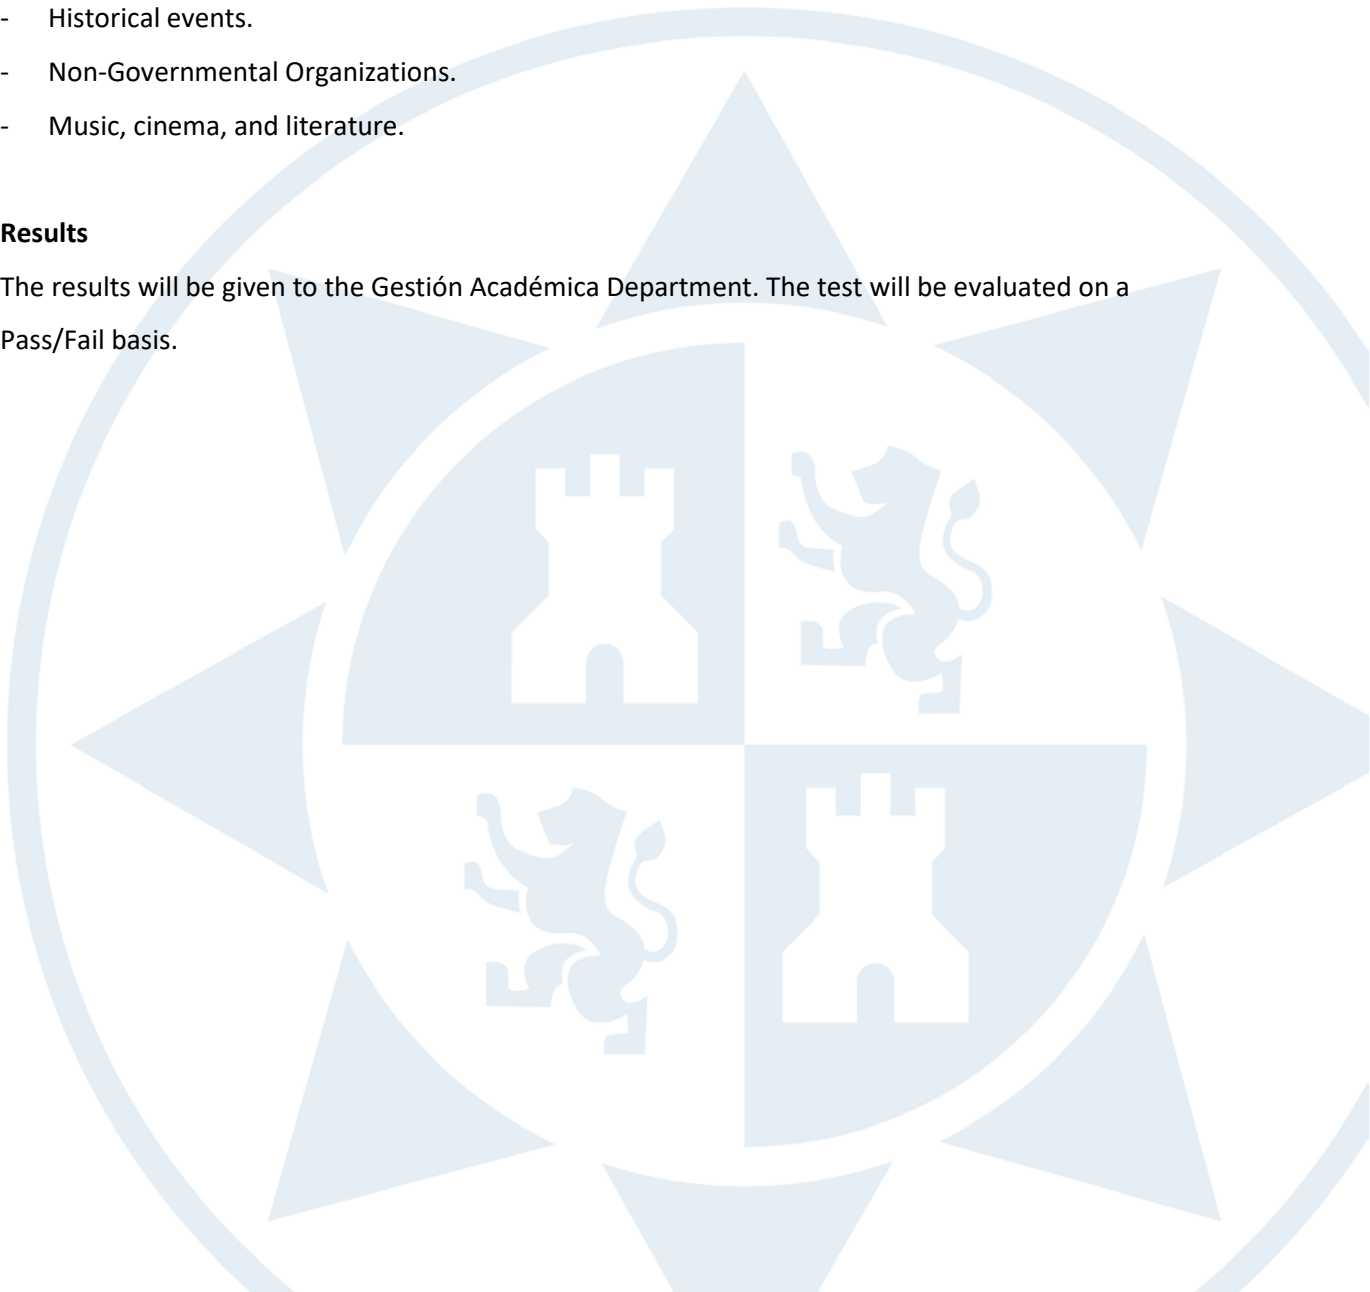 - Historical events.
- Non-Governmental Organizations.
- Music, cinema, and literature.
Results
The results will be given to the Gestión Académica Department. The test will be evaluated on a
Pass/Fail basis.